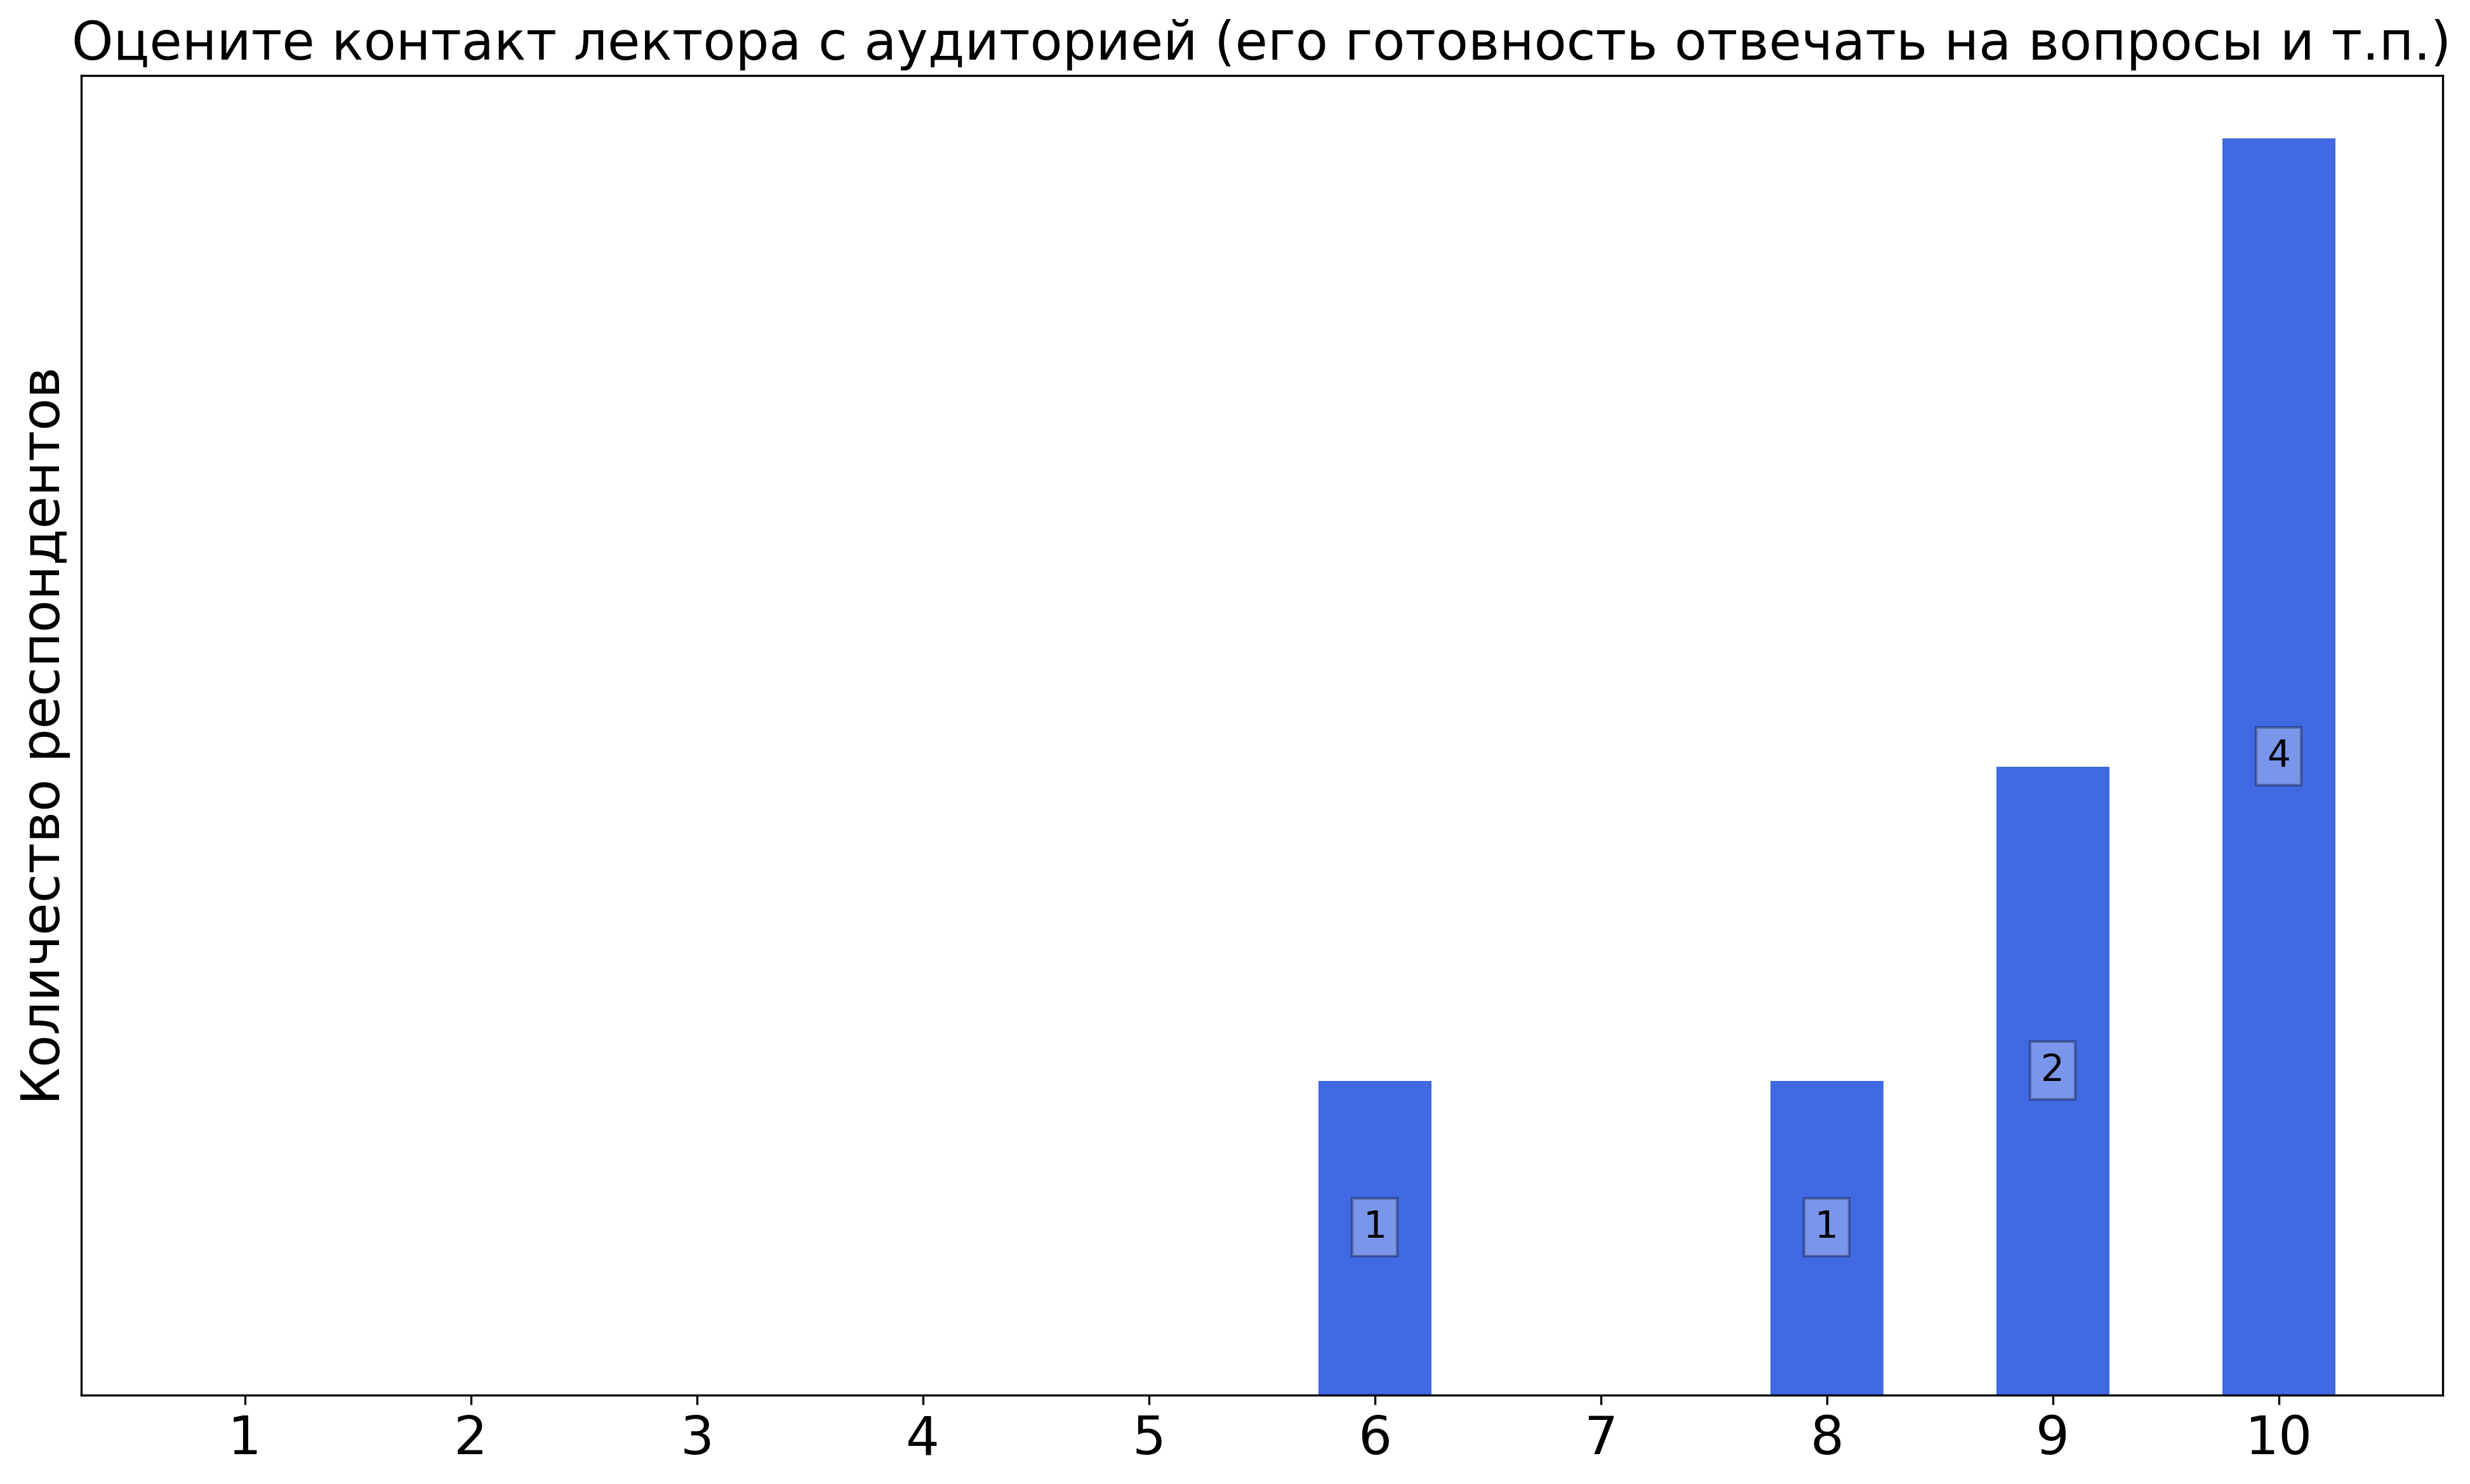 Оцените контакт лектора с аудиторией (его готовность отвечать на вопросы и т.п.)
Количество респондентов
4
2
1
1
1 2 3 4 5 6 7 8 9 10